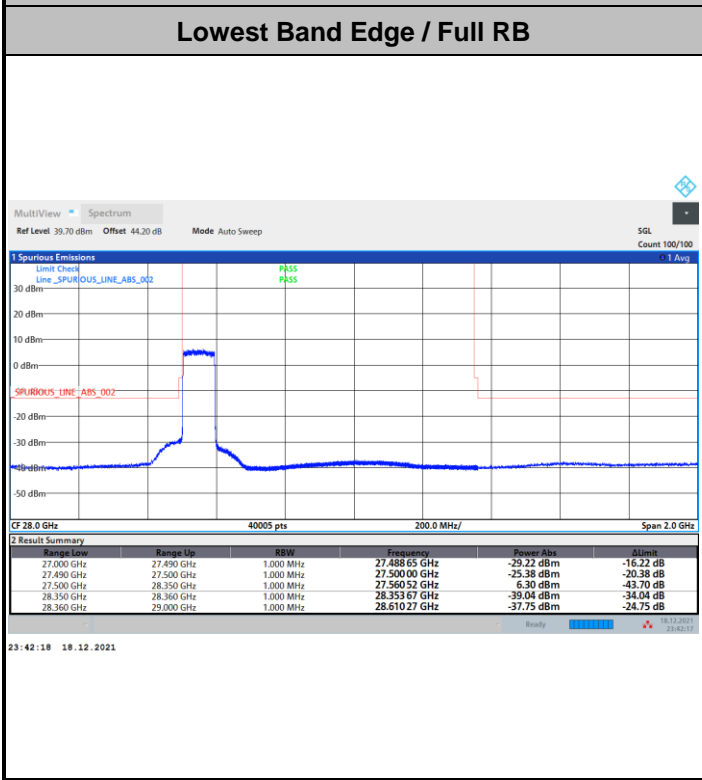 Lowest Band Edge / Full RB
MultiView Spectrum
Ref Level 39.70 dBm Offset 44.20 dB Mode Auto Sweep SGL
Count 100/100
1 Spurious Emissions 1 Avg
Limit Check PASS
Line _SPURIOUS_LINE_ABS_002 PASS
30 dBm
20 dBm
10 dBm
0 dBm
SPURIOUS_LINE_ABS_002
-20 dBm
-30 dBm
-40 dBm
-50 dBm
CF 28.0 GHz 40005 pts 200.0 MHz/ Span 2.0 GHz
2 Result Summary
Range Low Range Up RBW Frequency Power Abs ΔLimit
27.000 GHz 27.490 GHz 1.000 MHz 27.488 65 GHz -29.22 dBm -16.22 dB
27.490 GHz 27.500 GHz 1.000 MHz 27.500 00 GHz -25.38 dBm -20.38 dB
27.500 GHz 28.350 GHz 1.000 MHz 27.560 52 GHz 6.30 dBm -43.70 dB
28.350 GHz 28.360 GHz 1.000 MHz 28.353 67 GHz -39.04 dBm -34.04 dB
28.360 GHz 29.000 GHz 1.000 MHz 28.610 27 GHz -37.75 dBm -24.75 dB
Ready 18.12.2021
23:42:17
23:42:18 18.12.2021